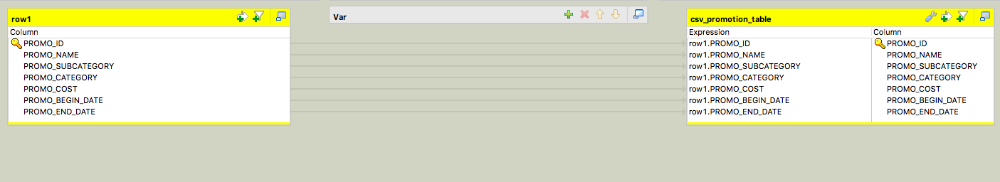 row1
Column
PROMO_ID
PROMO_NAME
PROMO_SUBCATEGORY
PROMO_CATEGORY
PROMO_COST
PROMO_BEGIN_DATE
PROMO_END_DATE
Var
csv_promotion_table
Expression Column
row1.PROMO_ID PROMO_ID
row1.PROMO_NAME PROMO_NAME
row1.PROMO_SUBCATEGORY PROMO_SUBCATEGORY
row1.PROMO_CATEGORY PROMO_CATEGORY
row1.PROMO_COST PROMO_COST
row1.PROMO_BEGIN_DATE PROMO_BEGIN_DATE
row1.PROMO_END_DATE PROMO_END_DATE